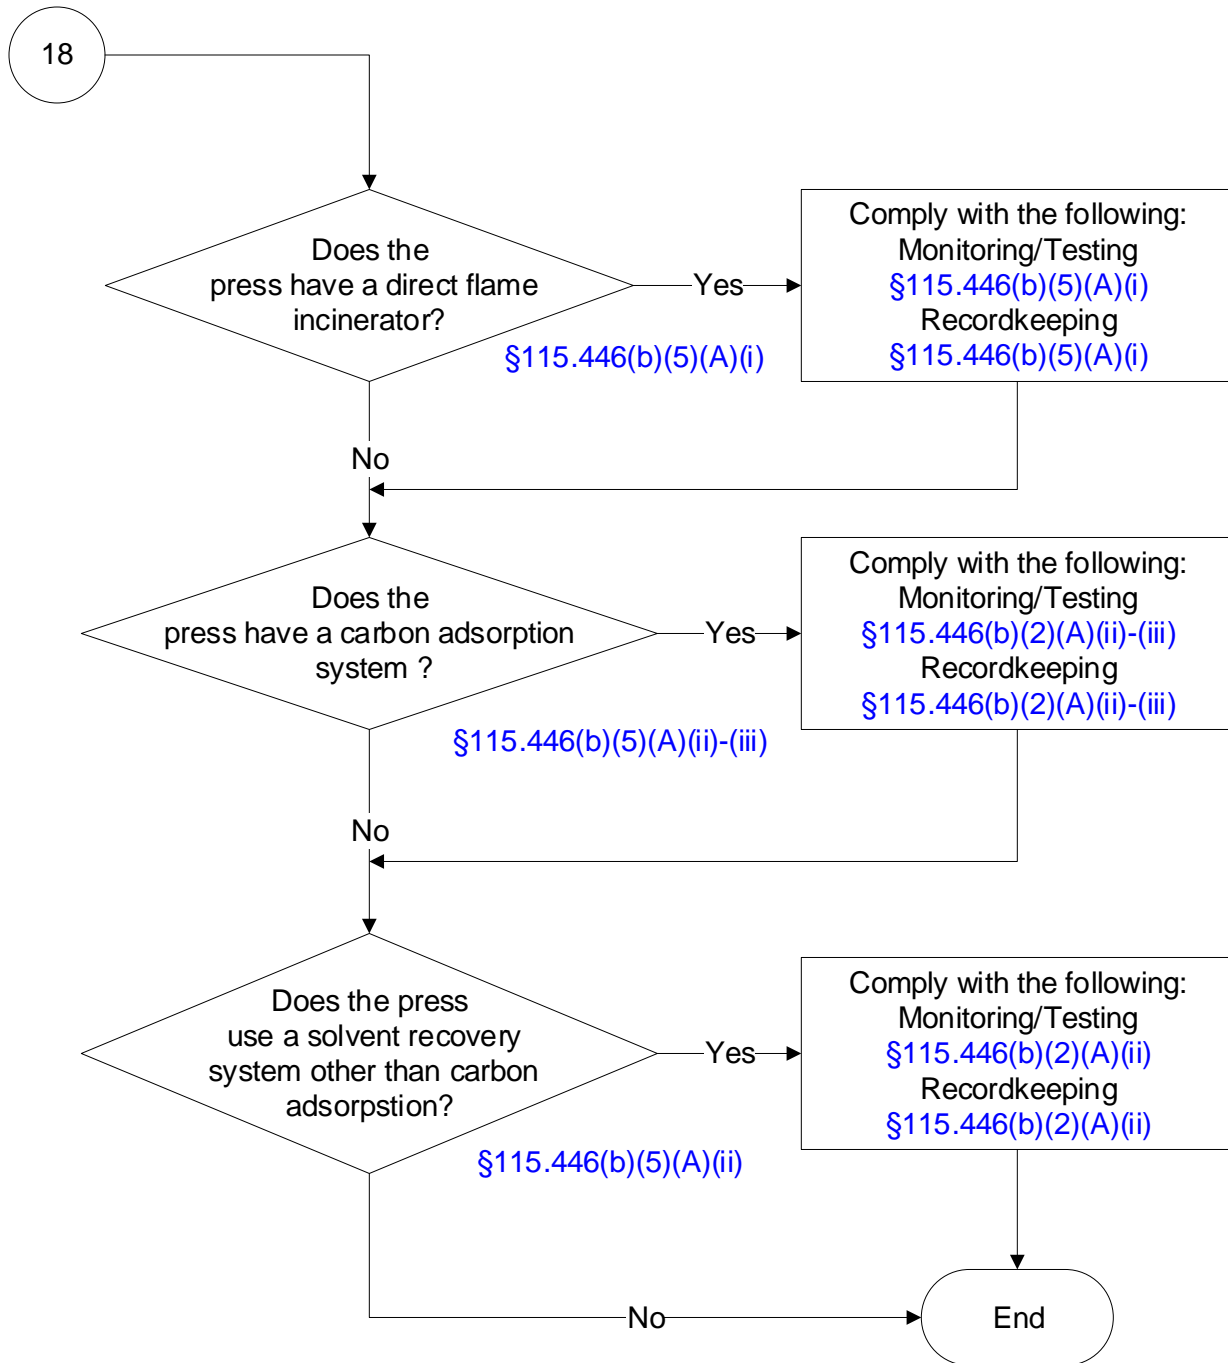 18
Does the
press have a direct flame
incinerator?
Yes
Comply with the following:
Monitoring/Testing
§115.446(b)(5)(A)(i)
Recordkeeping
§115.446(b)(5)(A)(i)
§115.446(b)(5)(A)(i)
No
Does the
press have a carbon adsorption
system ?
Yes
Comply with the following:
Monitoring/Testing
§115.446(b)(2)(A)(ii)-(iii)
Recordkeeping
§115.446(b)(2)(A)(ii)-(iii)
§115.446(b)(5)(A)(ii)-(iii)
No
Does the press
use a solvent recovery
system other than carbon
adsorpstion?
Yes
Comply with the following:
Monitoring/Testing
§115.446(b)(2)(A)(ii)
Recordkeeping
§115.446(b)(2)(A)(ii)
§115.446(b)(5)(A)(ii)
No
End